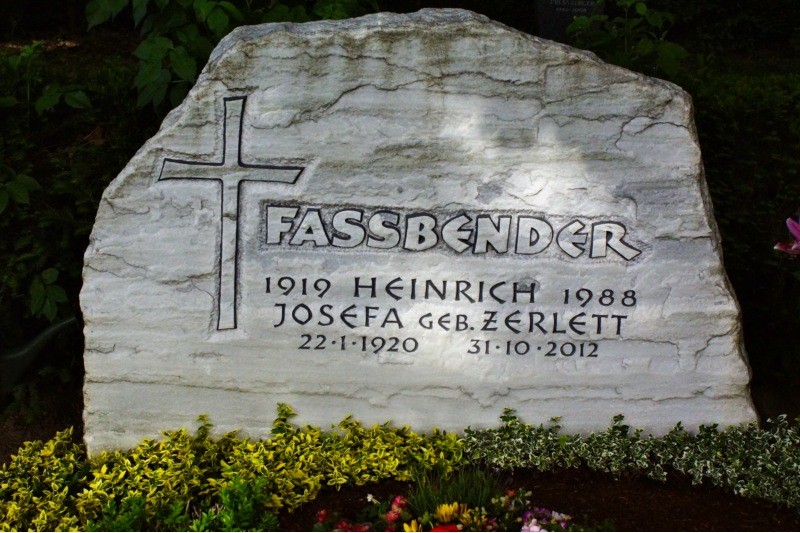 FASSBENDER
1919 HEINRICH 1988
JOSEFA GEB. ZERLETT
22·1·1920 31·10·2012